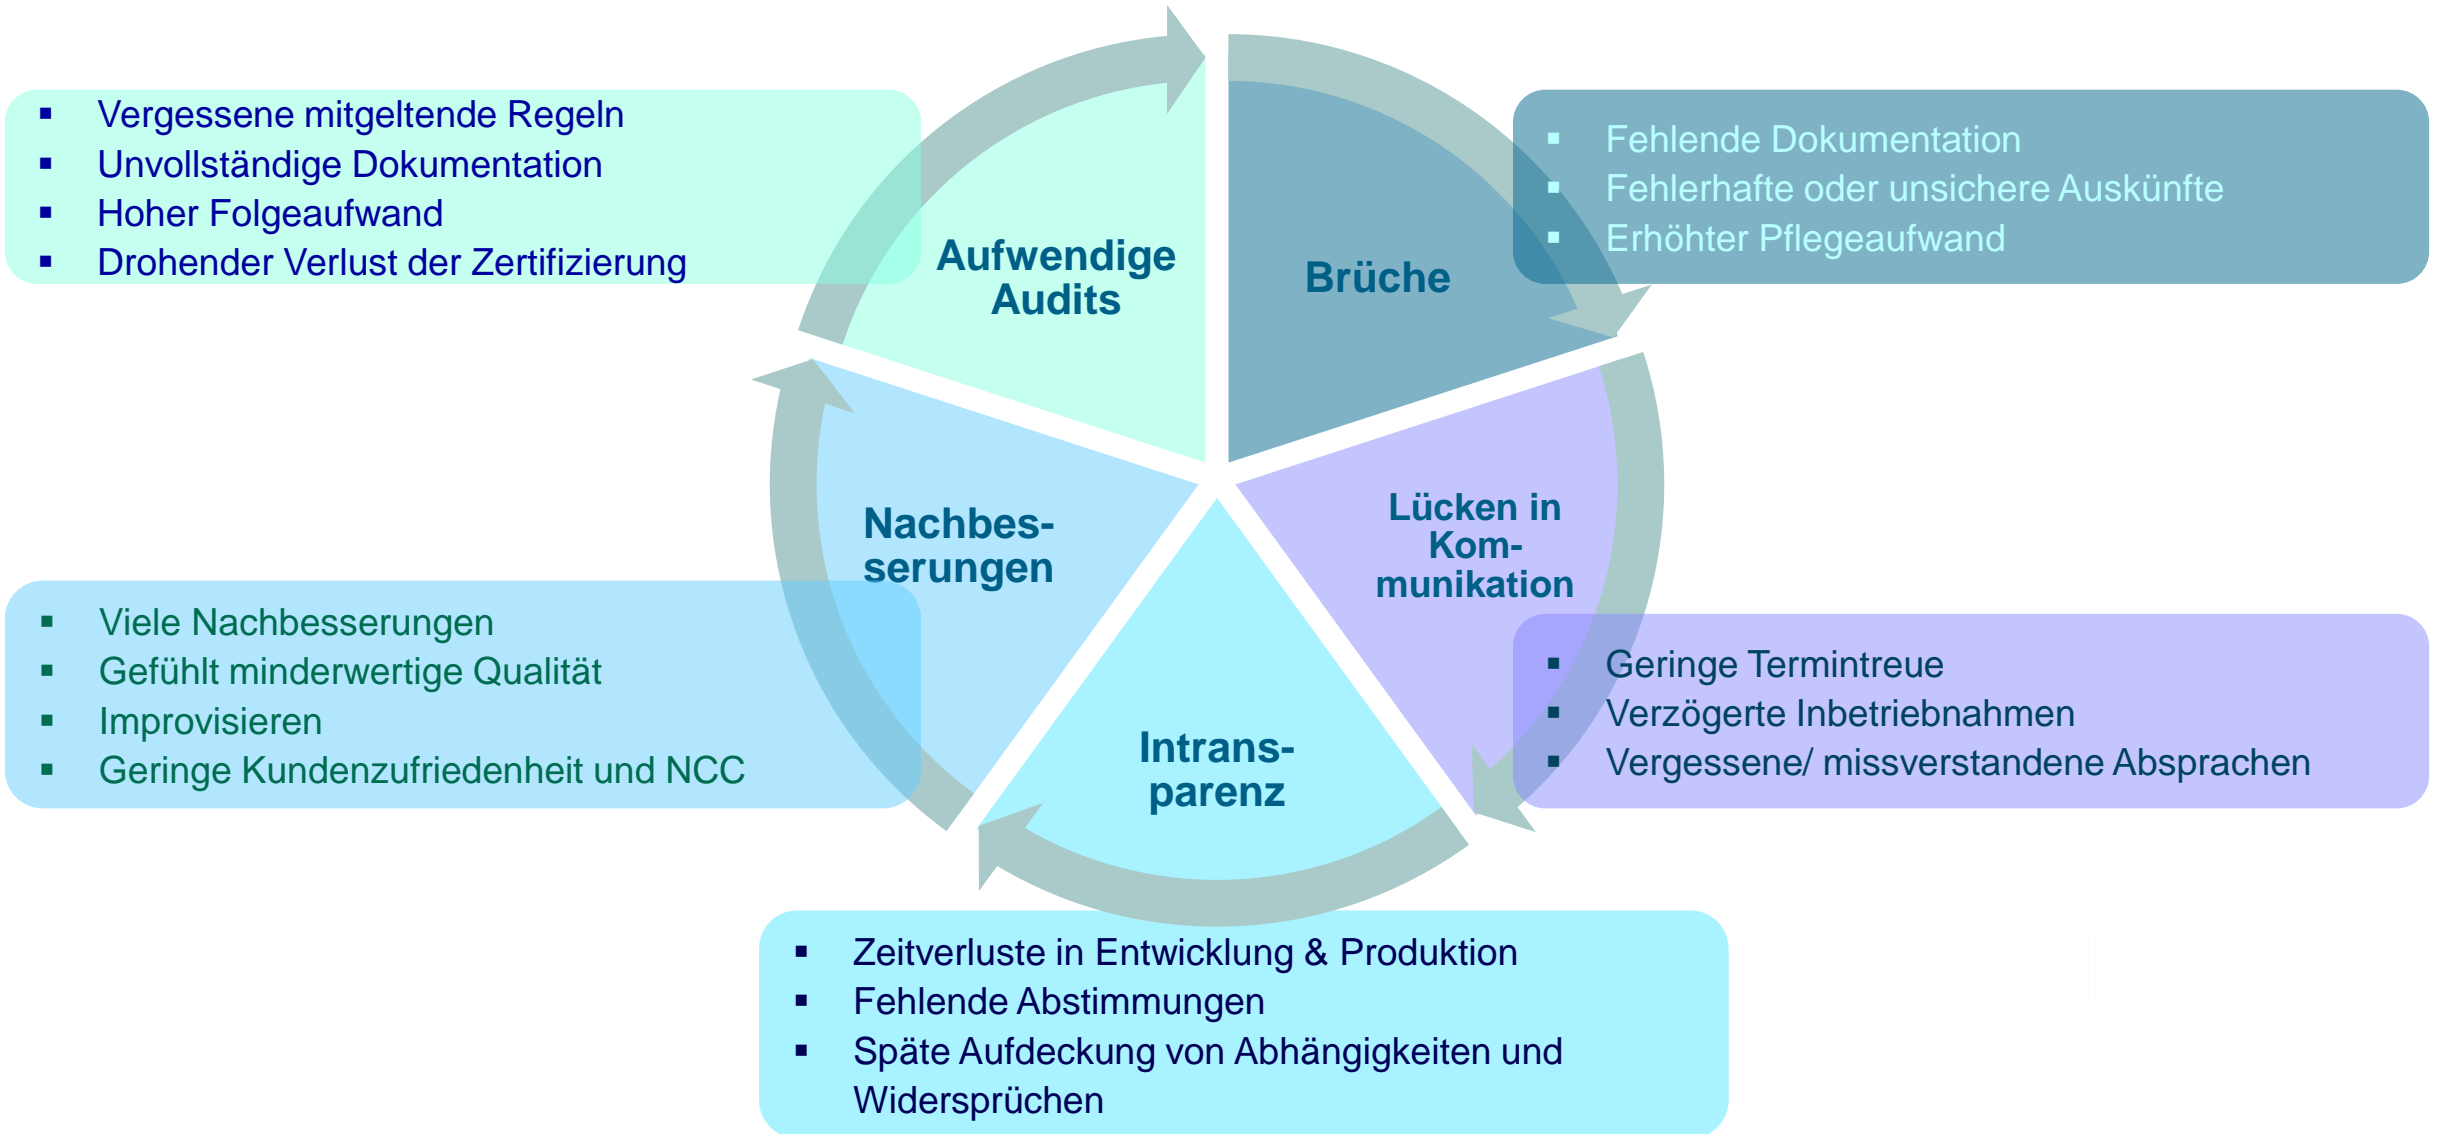 Vergessene mitgeltende Regeln
Unvollständige Dokumentation
Hoher Folgeaufwand
Drohender Verlust der Zertifizierung
Aufwendige
Audits
Brüche
Fehlende Dokumentation
Fehlerhafte oder unsichere Auskünfte
Erhöhter Pflegeaufwand
Lücken in
Kom-
munikation
Geringe Termintreue
Verzögerte Inbetriebnahmen
Vergessene/ missverstandene Absprachen
Intrans-
parenz
Zeitverluste in Entwicklung & Produktion
Fehlende Abstimmungen
Späte Aufdeckung von Abhängigkeiten und
Widersprüchen
Nachbes-
serungen
Viele Nachbesserungen
Gefühlt minderwertige Qualität
Improvisieren
Geringe Kundenzufriedenheit und NCC